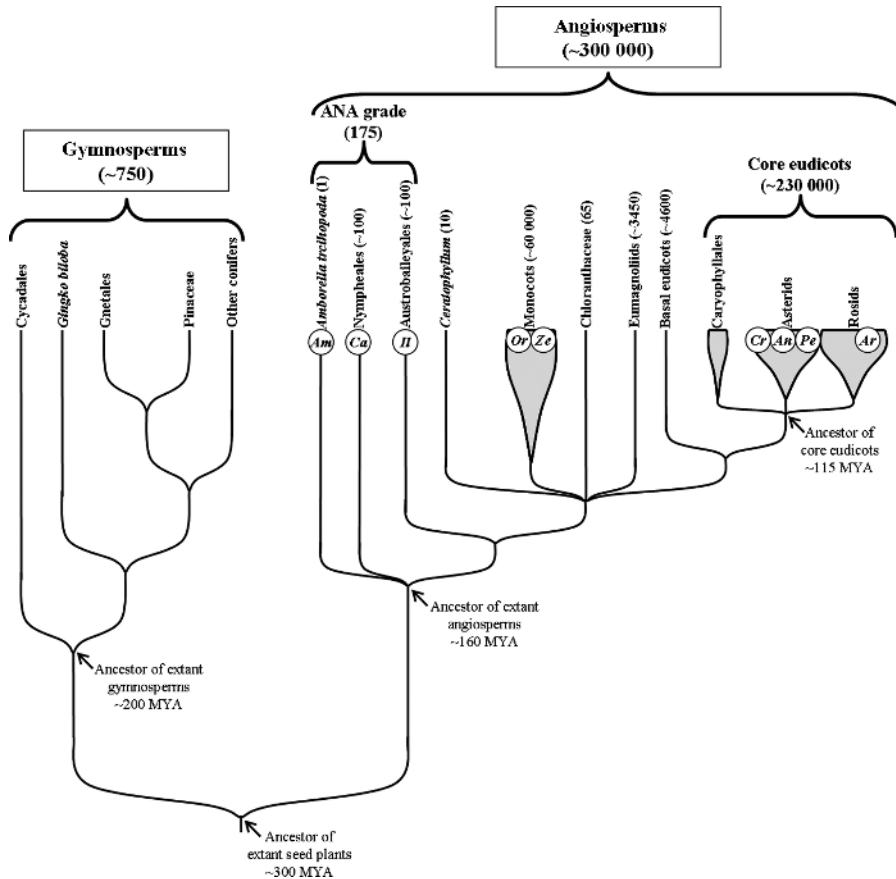 Angiosperms
(~300 000)
ANA grade
(175)
Gymnosperms
(~750)
Core eudicots
(~230 000)
Cycadales
Gingko biloba
Gnetales
Pinaceae
Other conifers
Amborella trcihopoda (1)
Nympheales (~100)
Austrobaileyales (~100)
Ceratophyllum (10)
Monocots (~60 000)
Chloranthaceae (65)
Eumagnoliids (~3450)
Basal eudicots (~4600)
Caryophyllales
Asterids
Rosids
Am
Ca
Il
Or
Ze
Cr
An
Pe
Ar
Ancestor of
core eudicots
~115 MYA
Ancestor of extant
angiosperms
~160 MYA
Ancestor of extant
gymnosperms
~200 MYA
Ancestor of
extant seed plants
~300 MYA